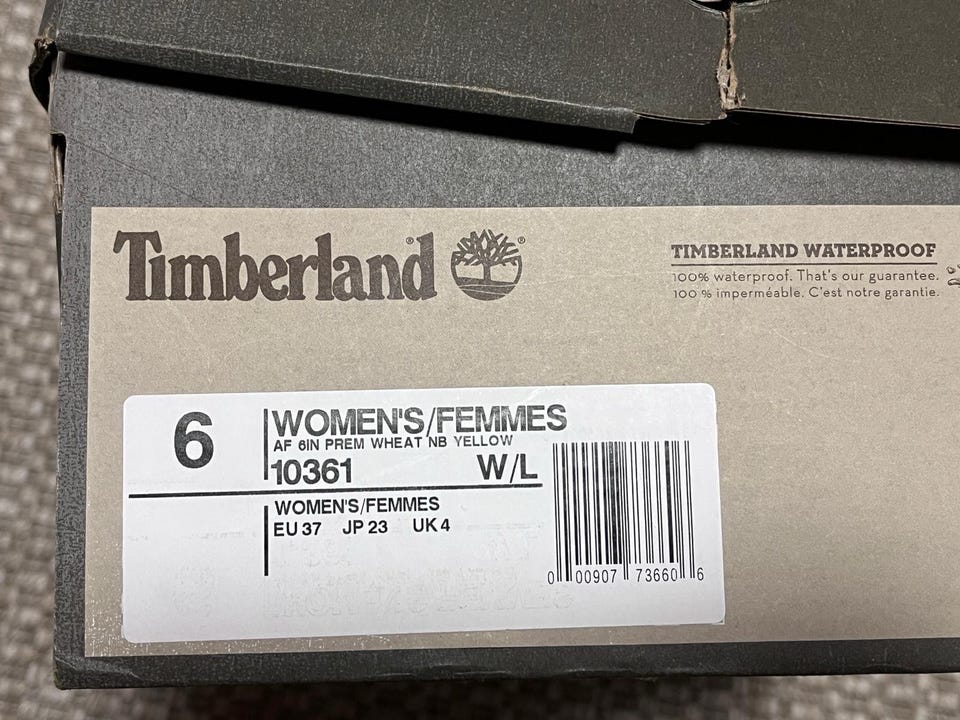 Timberland®
®
TIMBERLAND WATERPROOF
100% waterproof. That's our guarantee.
100 % imperméable. C'est notre garantie.
6
WOMEN'S/FEMMES
AF 6IN PREM WHEAT NB YELLOW
10361 W/L
WOMEN'S/FEMMES
EU 37 JP 23 UK 4
0 00907 73660 6